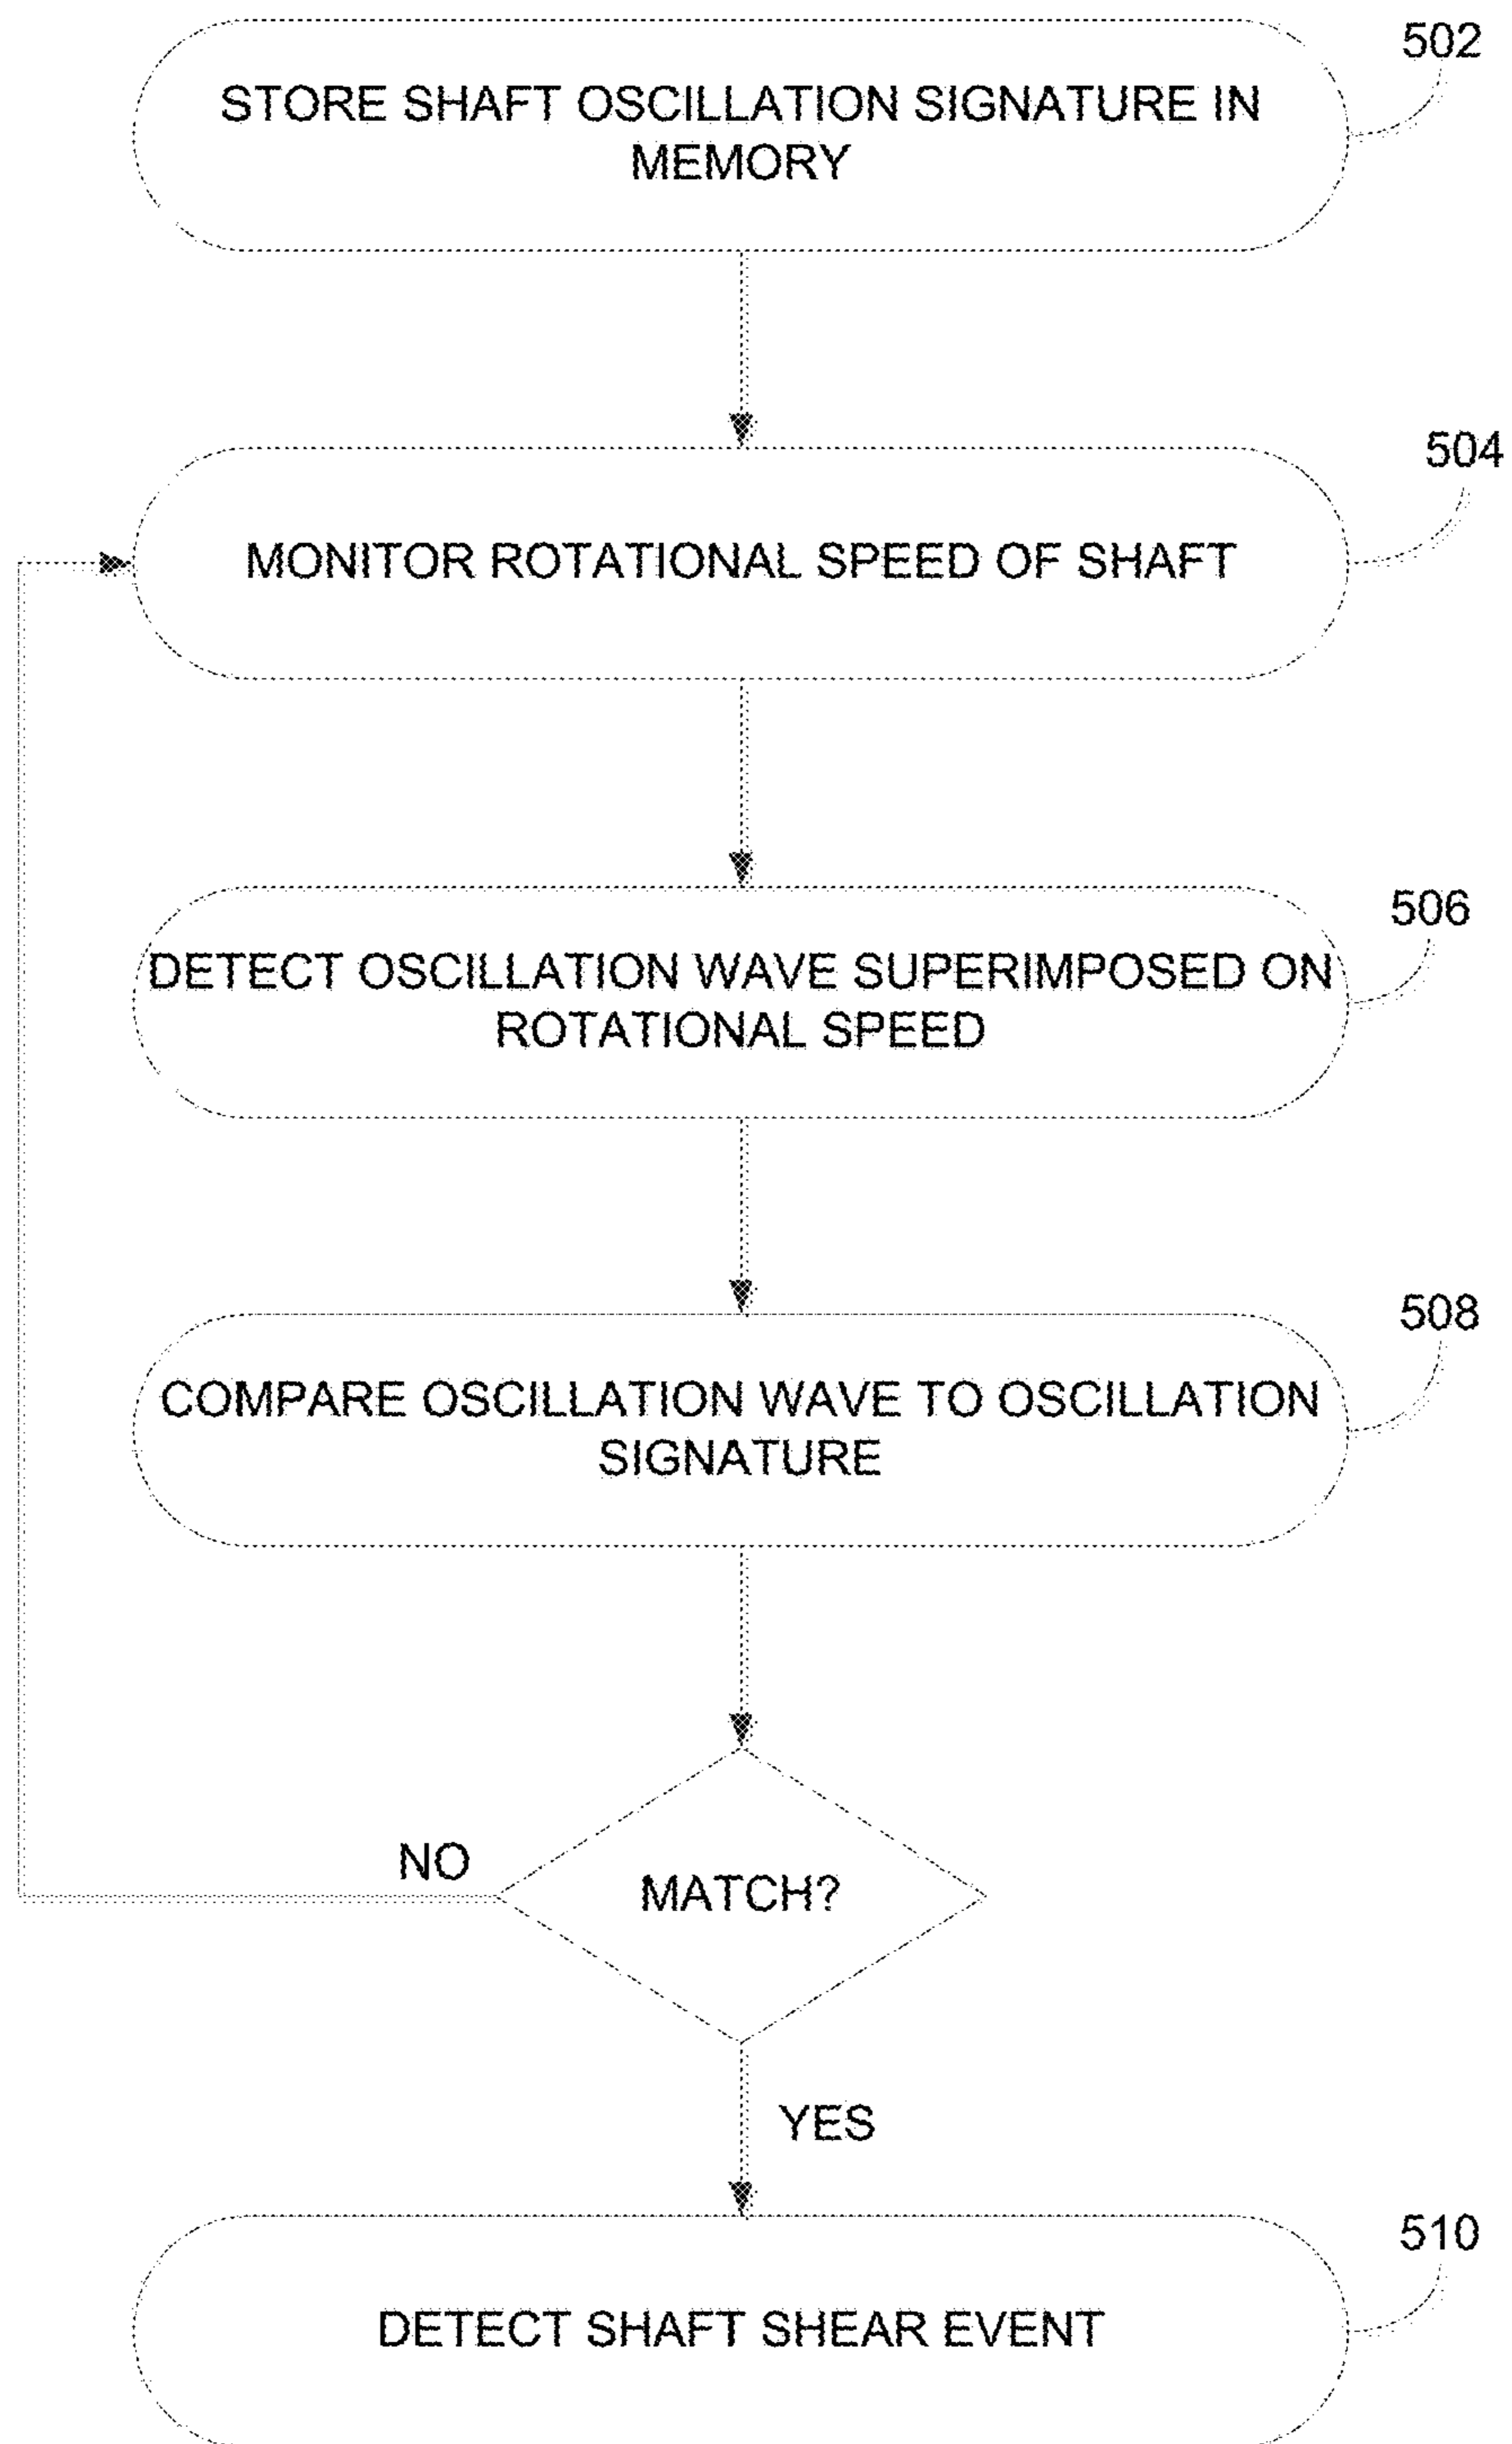 502
STORE SHAFT OSCILLATION SIGNATURE IN
MEMORY
504
MONITOR ROTATIONAL SPEED OF SHAFT
506
DETECT OSCILLATION WAVE SUPERIMPOSED ON
ROTATIONAL SPEED
508
COMPARE OSCILLATION WAVE TO OSCILLATION
SIGNATURE
NO
MATCH?
YES
510
DETECT SHAFT SHEAR EVENT